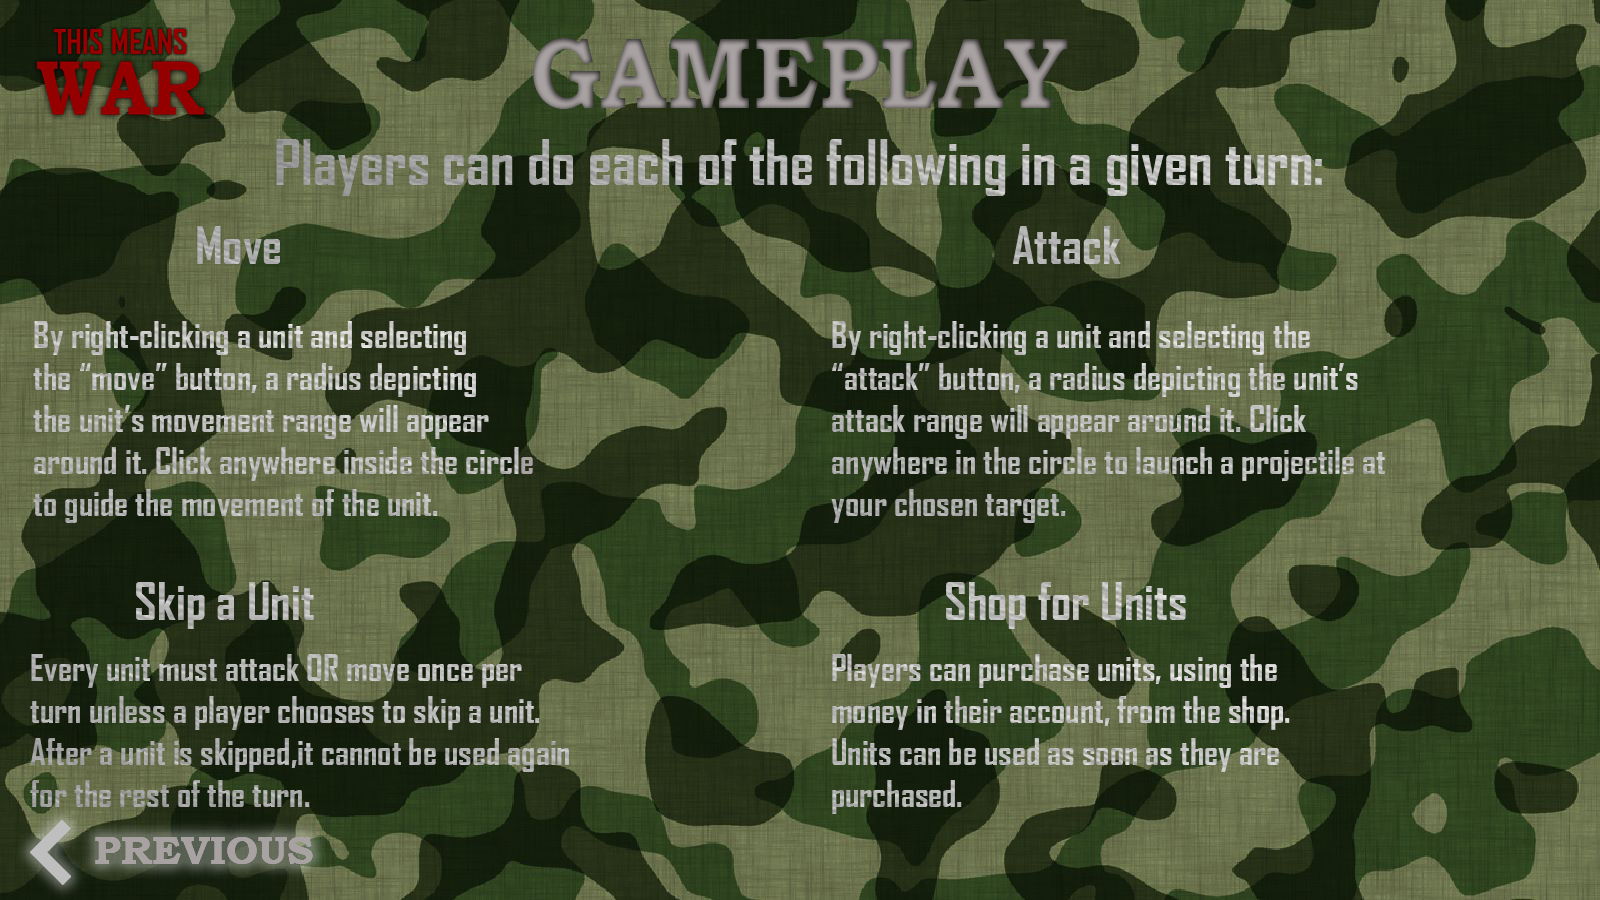 THIS MEANS
WAR
GAMEPLAY
Players can do each of the following in a given turn:
Move
By right-clicking a unit and selecting
the “move” button, a radius depicting
the unit’s movement range will appear
around it. Click anywhere inside the circle
to guide the movement of the unit.
Attack
By right-clicking a unit and selecting the
“attack” button, a radius depicting the unit’s
attack range will appear around it. Click
anywhere in the circle to launch a projectile at
your chosen target.
Skip a Unit
Every unit must attack OR move once per
turn unless a player chooses to skip a unit.
After a unit is skipped,it cannot be used again
for the rest of the turn.
Shop for Units
Players can purchase units, using the
money in their account, from the shop.
Units can be used as soon as they are
purchased.
PREVIOUS